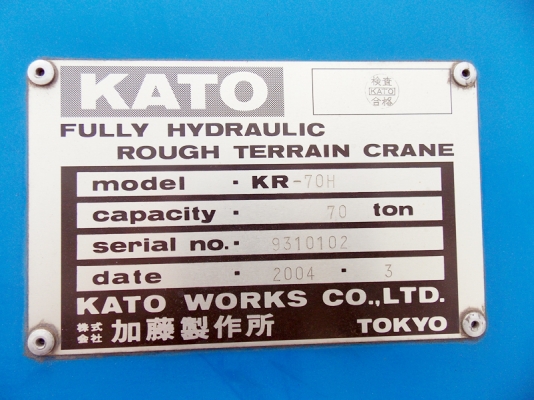 KATO
検査
KATO
合格
FULLY HYDRAULIC
ROUGH TERRAIN CRANE
model · KR-70H
capacity · 70 ton
serial no. · 9310102
date · 2004 · 3
KATO WORKS CO.,LTD.
株式会社 加藤製作所 TOKYO